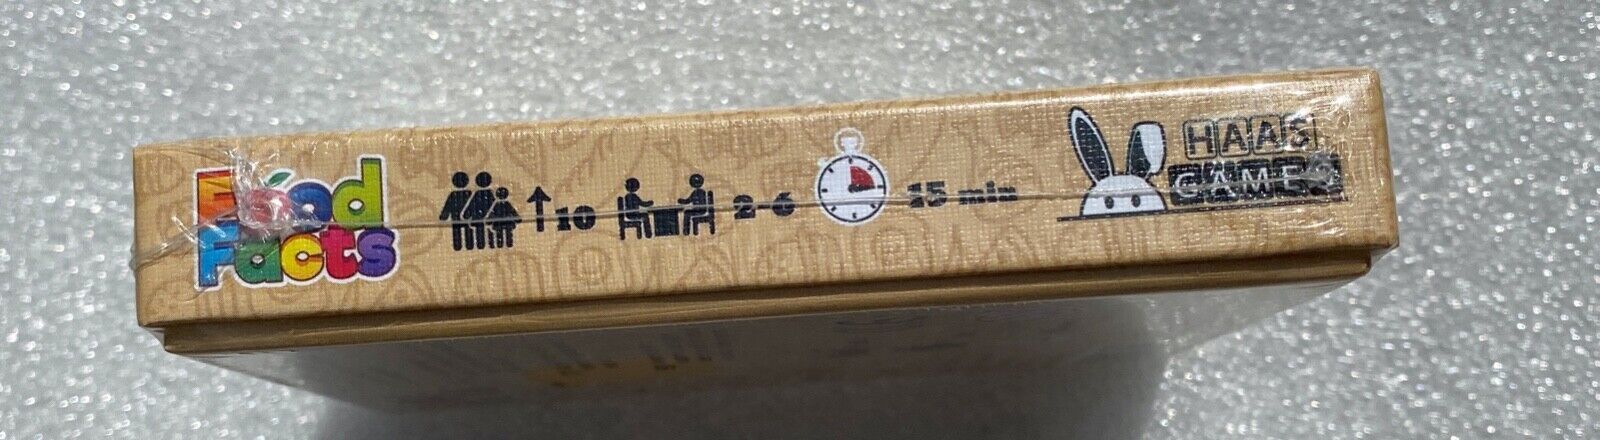 Food
Facts
10
2-6
15 min
HAAS
GAMES